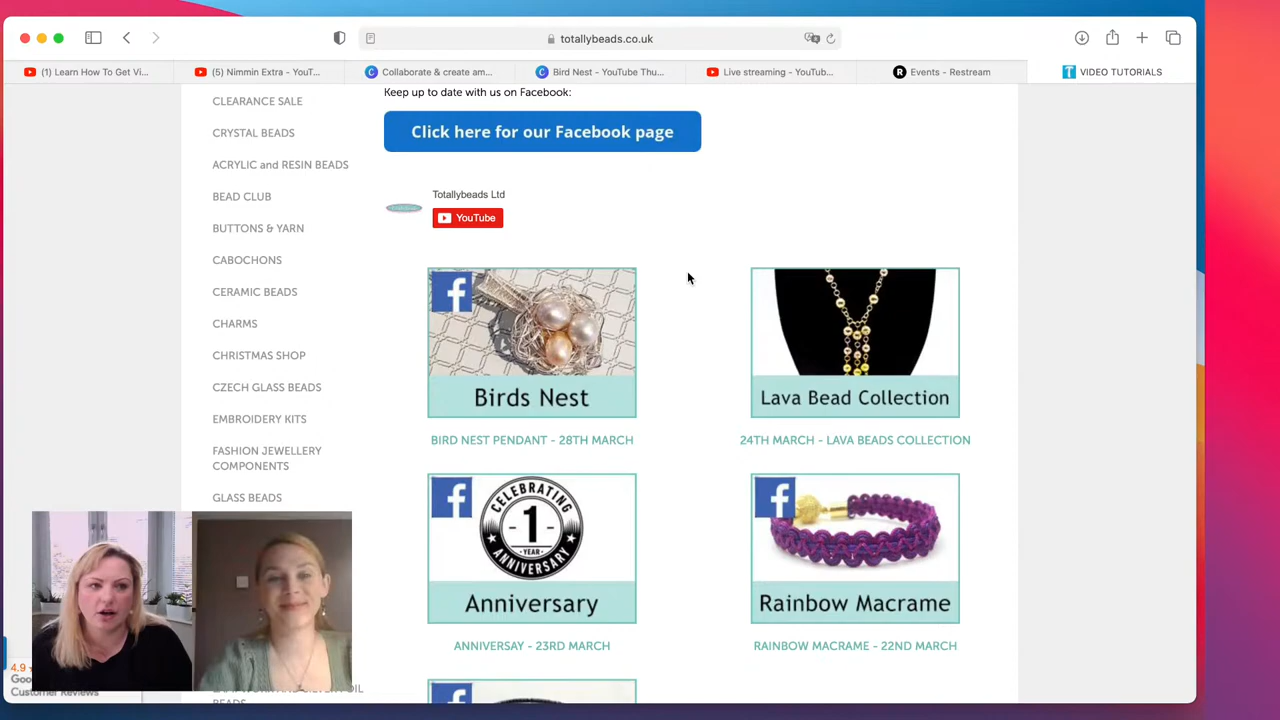 totallybeads.co.uk
(1) Learn How To Get Vi...
(5) Nimmin Extra - YouT...
Collaborate & create am...
Bird Nest - YouTube Thu...
Live streaming - YouTub...
Events - Restream
VIDEO TUTORIALS
CLEARANCE SALE
CRYSTAL BEADS
ACRYLIC and RESIN BEADS
BEAD CLUB
BUTTONS & YARN
CABOCHONS
CERAMIC BEADS
CHARMS
CHRISTMAS SHOP
CZECH GLASS BEADS
EMBROIDERY KITS
FASHION JEWELLERY
COMPONENTS
GLASS BEADS
BEADS
4.9
Customer Reviews
Keep up to date with us on Facebook:
Click here for our Facebook page
Totallybeads Ltd
YouTube
Birds Nest
BIRD NEST PENDANT - 28TH MARCH
Lava Bead Collection
24TH MARCH - LAVA BEADS COLLECTION
CELEBRATING
1
YEAR
ANNIVERSARY
Anniversary
ANNIVERSAY - 23RD MARCH
Rainbow Macrame
RAINBOW MACRAME - 22ND MARCH